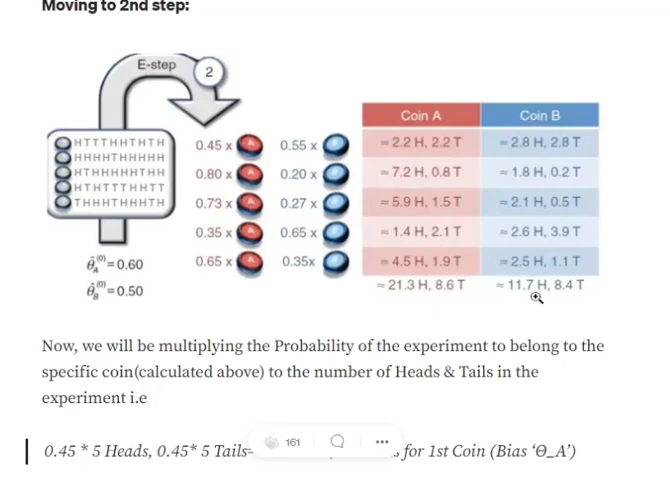 Moving to 2nd step:
E-step
2
Coin A Coin B
HTTTHHTHTH 0.45 x A 0.55 x ≈ 2.2 H, 2.2 T ≈ 2.8 H, 2.8 T
HHHHTHHHHH 0.80 x A 0.20 x ≈ 7.2 H, 0.8 T ≈ 1.8 H, 0.2 T
HTHHHHHTHH 0.73 x A 0.27 x ≈ 5.9 H, 1.5 T ≈ 2.1 H, 0.5 T
HTHTTTHHTT 0.35 x A 0.65 x ≈ 1.4 H, 2.1 T ≈ 2.6 H, 3.9 T
THHHTHHHTH 0.65 x A 0.35x ≈ 4.5 H, 1.9 T ≈ 2.5 H, 1.1 T
≈ 21.3 H, 8.6 T ≈ 11.7 H, 8.4 T
θ̂_A^(0) = 0.60
θ̂_B^(0) = 0.50
Now, we will be multiplying the Probability of the experiment to belong to the
specific coin(calculated above) to the number of Heads & Tails in the
experiment i.e
161
0.45 * 5 Heads, 0.45* 5 Tails= for 1st Coin (Bias ‘Θ_A’)